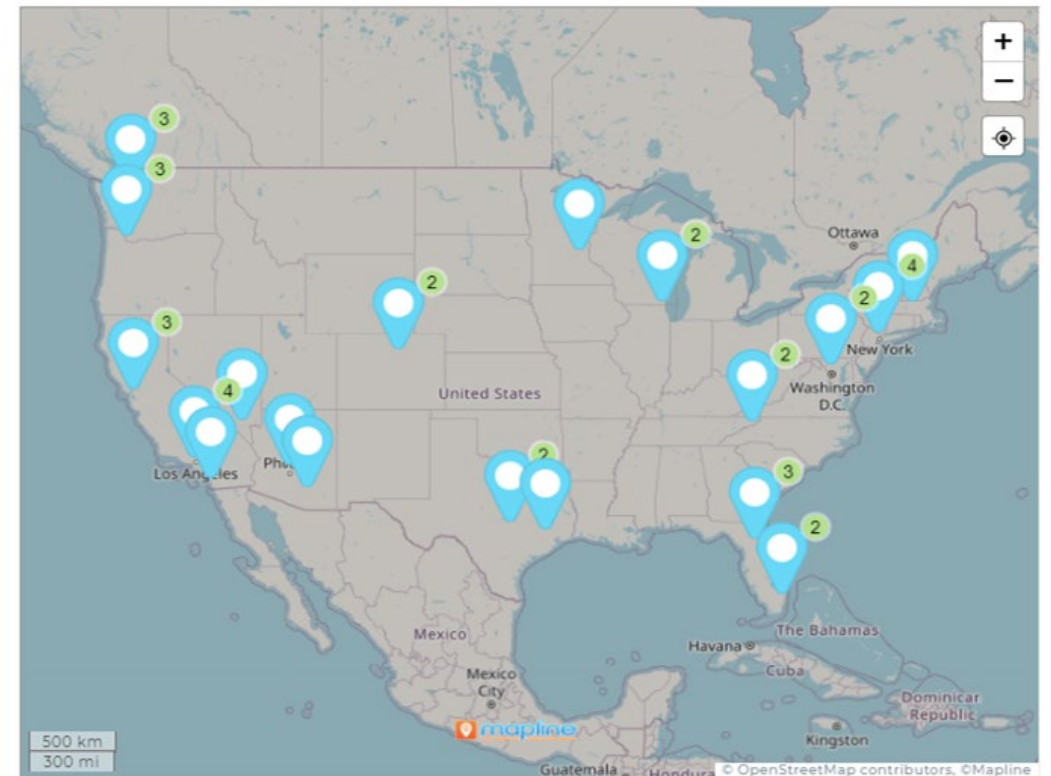 +
−
3
3
2
Ottawa
4
2
2
3
New York
2
Washington
D.C.
4
United States
2
Los Angeles
3
2
The Bahamas
Mexico
Havana
Cuba
Mexico
City
Dominican
Republic
mapline
Kingston
500 km
300 mi
Guatemala
© OpenStreetMap contributors, ©Mapline